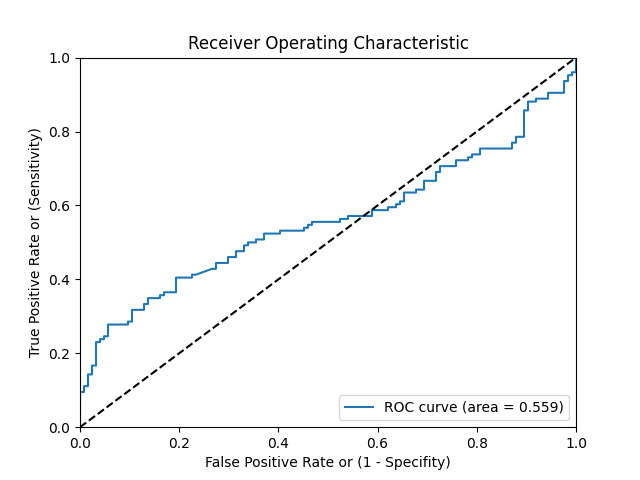 Receiver Operating Characteristic
1.0
0.8
0.6
0.4
0.2
0.0
True Positive Rate or (Sensitivity)
ROC curve (area = 0.559)
0.0 0.2 0.4 0.6 0.8 1.0
False Positive Rate or (1 - Specifity)